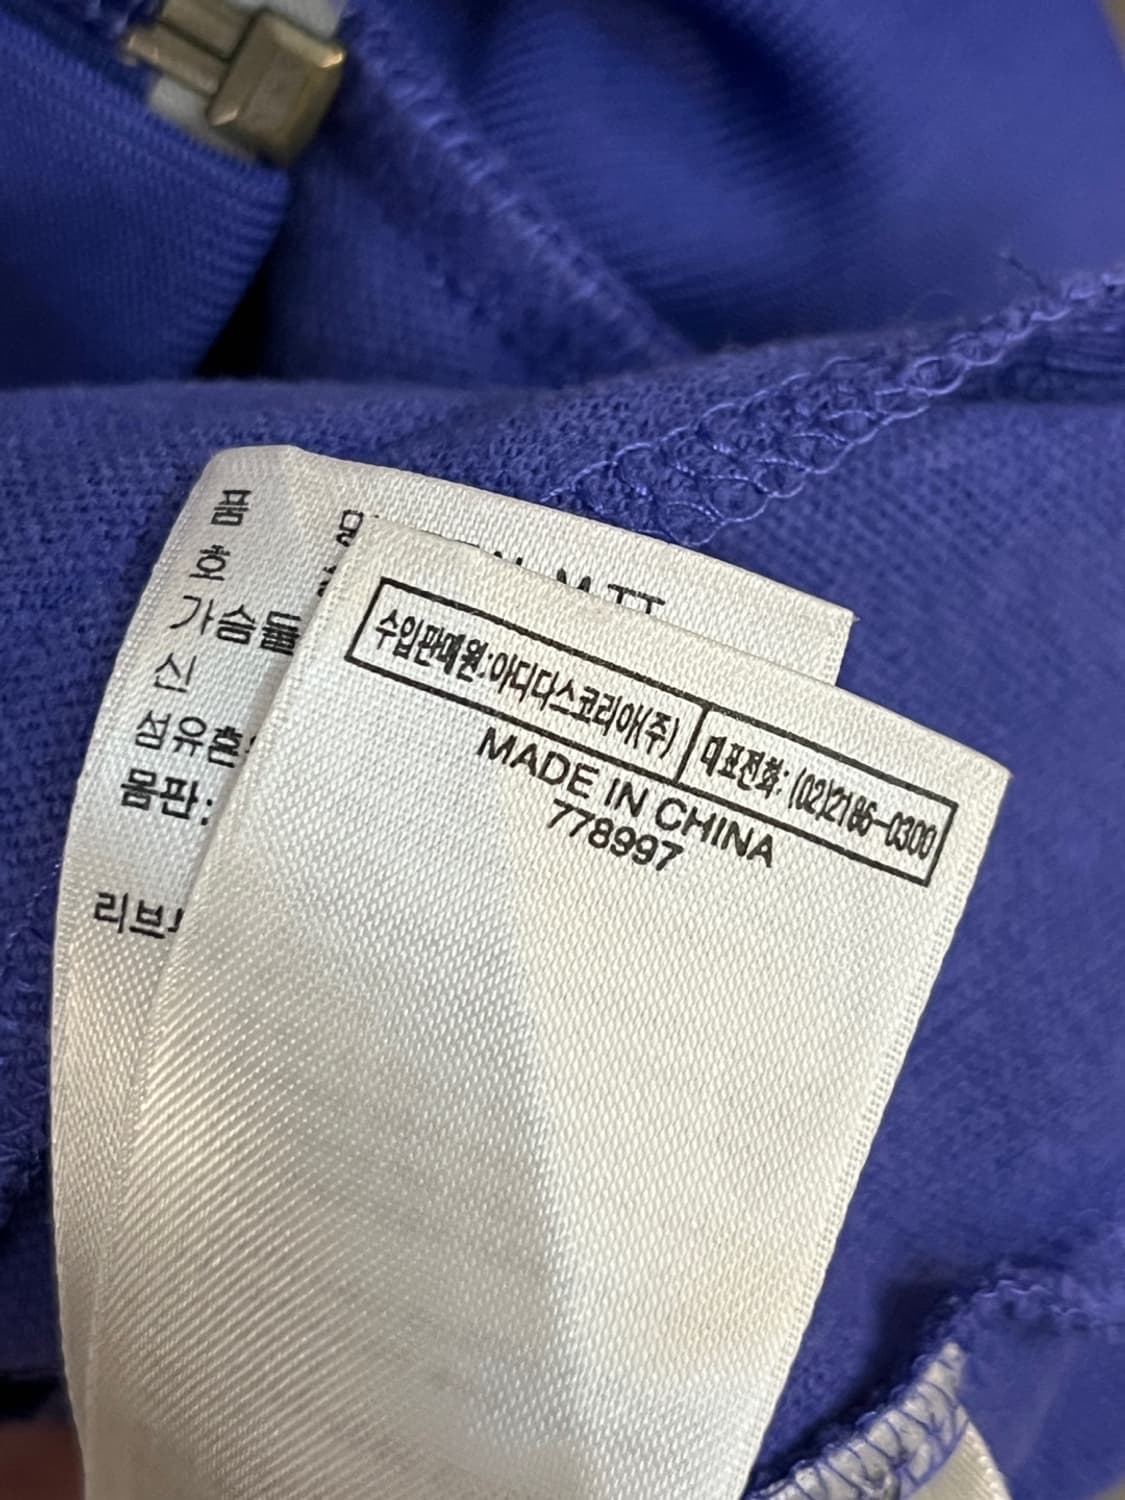 품
호
가슴둘
신
섬유
몸판:
리브
M TT
수입판매원:아디다스코리아(주) 대표전화: (02)2186-0300
MADE IN CHINA
778997